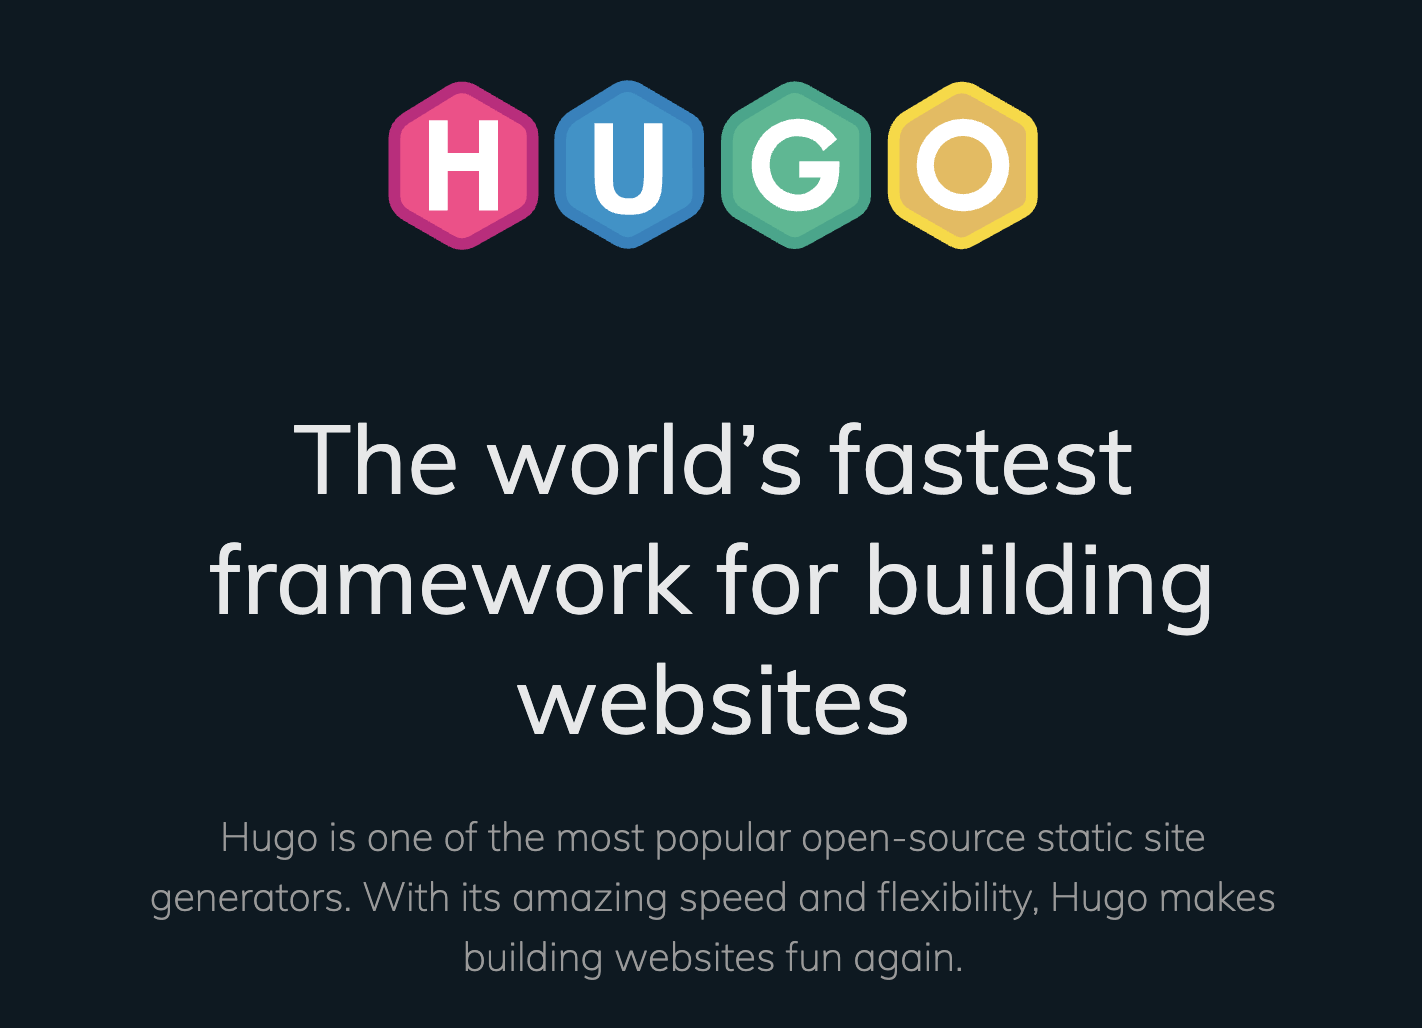 HUGO
The world’s fastest
framework for building
websites
Hugo is one of the most popular open-source static site
generators. With its amazing speed and flexibility, Hugo makes
building websites fun again.